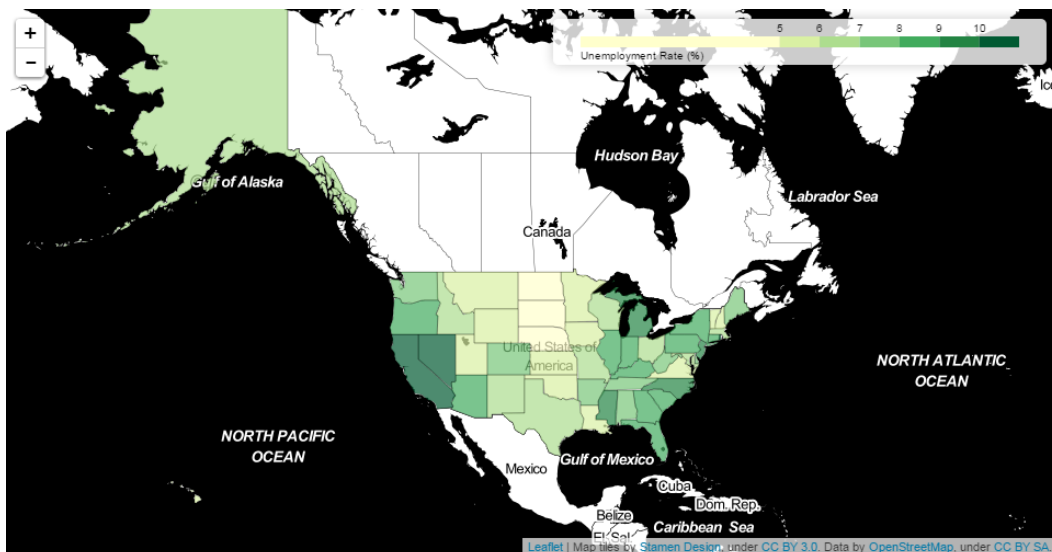 +
−
5 6 7 8 9 10
Unemployment Rate (%)
Hudson Bay
Gulf of Alaska
Labrador Sea
Canada
United States of
America
NORTH ATLANTIC
OCEAN
NORTH PACIFIC
OCEAN
Gulf of Mexico
Mexico
Cuba
Dom. Rep.
Belize
Caribbean Sea
El Sal.
Leaflet | Map tiles by Stamen Design, under CC BY 3.0. Data by OpenStreetMap, under CC BY SA